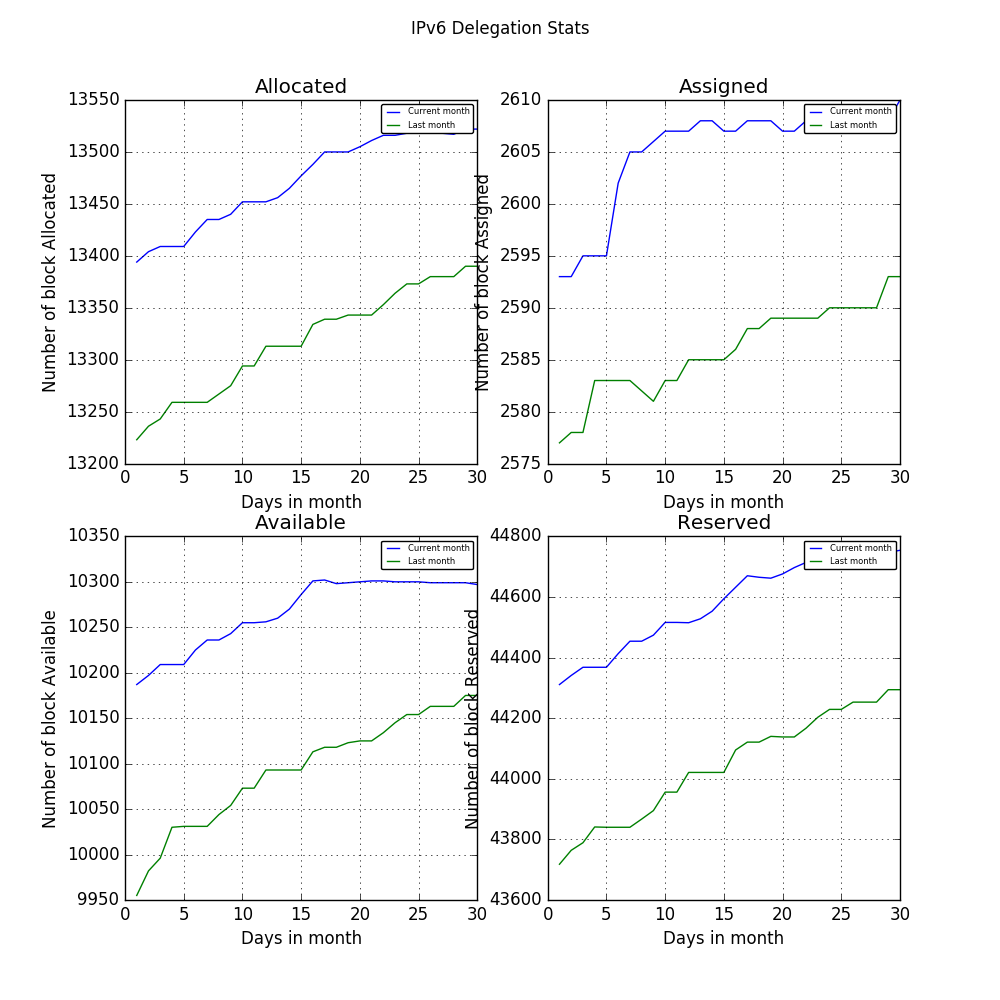 IPv6 Delegation Stats
Allocated
Number of block Allocated
13550
13500
13450
13400
13350
13300
13250
13200
0 5 10 15 20 25 30
Days in month
Current month
Last month
Assigned
Number of block Assigned
2610
2605
2600
2595
2590
2585
2580
2575
0 5 10 15 20 25 30
Days in month
Current month
Last month
Available
Number of block Available
10350
10300
10250
10200
10150
10100
10050
10000
9950
0 5 10 15 20 25 30
Days in month
Current month
Last month
Reserved
Number of block Reserved
44800
44600
44400
44200
44000
43800
43600
0 5 10 15 20 25 30
Days in month
Current month
Last month